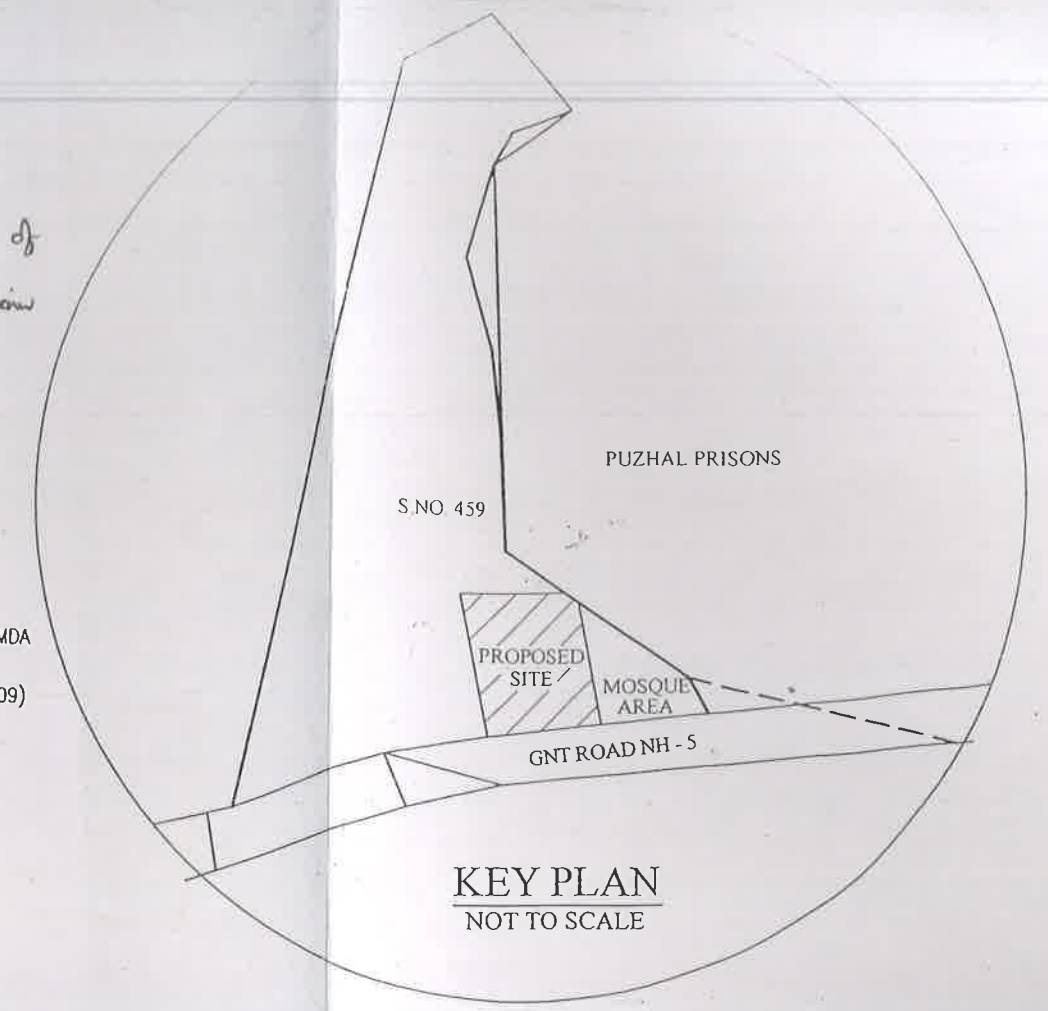 of
PUZHAL PRISONS
S.NO. 459
MDA
09)
PROPOSED
SITE
MOSQUE
AREA
GNT ROAD NH - 5
KEY PLAN
NOT TO SCALE